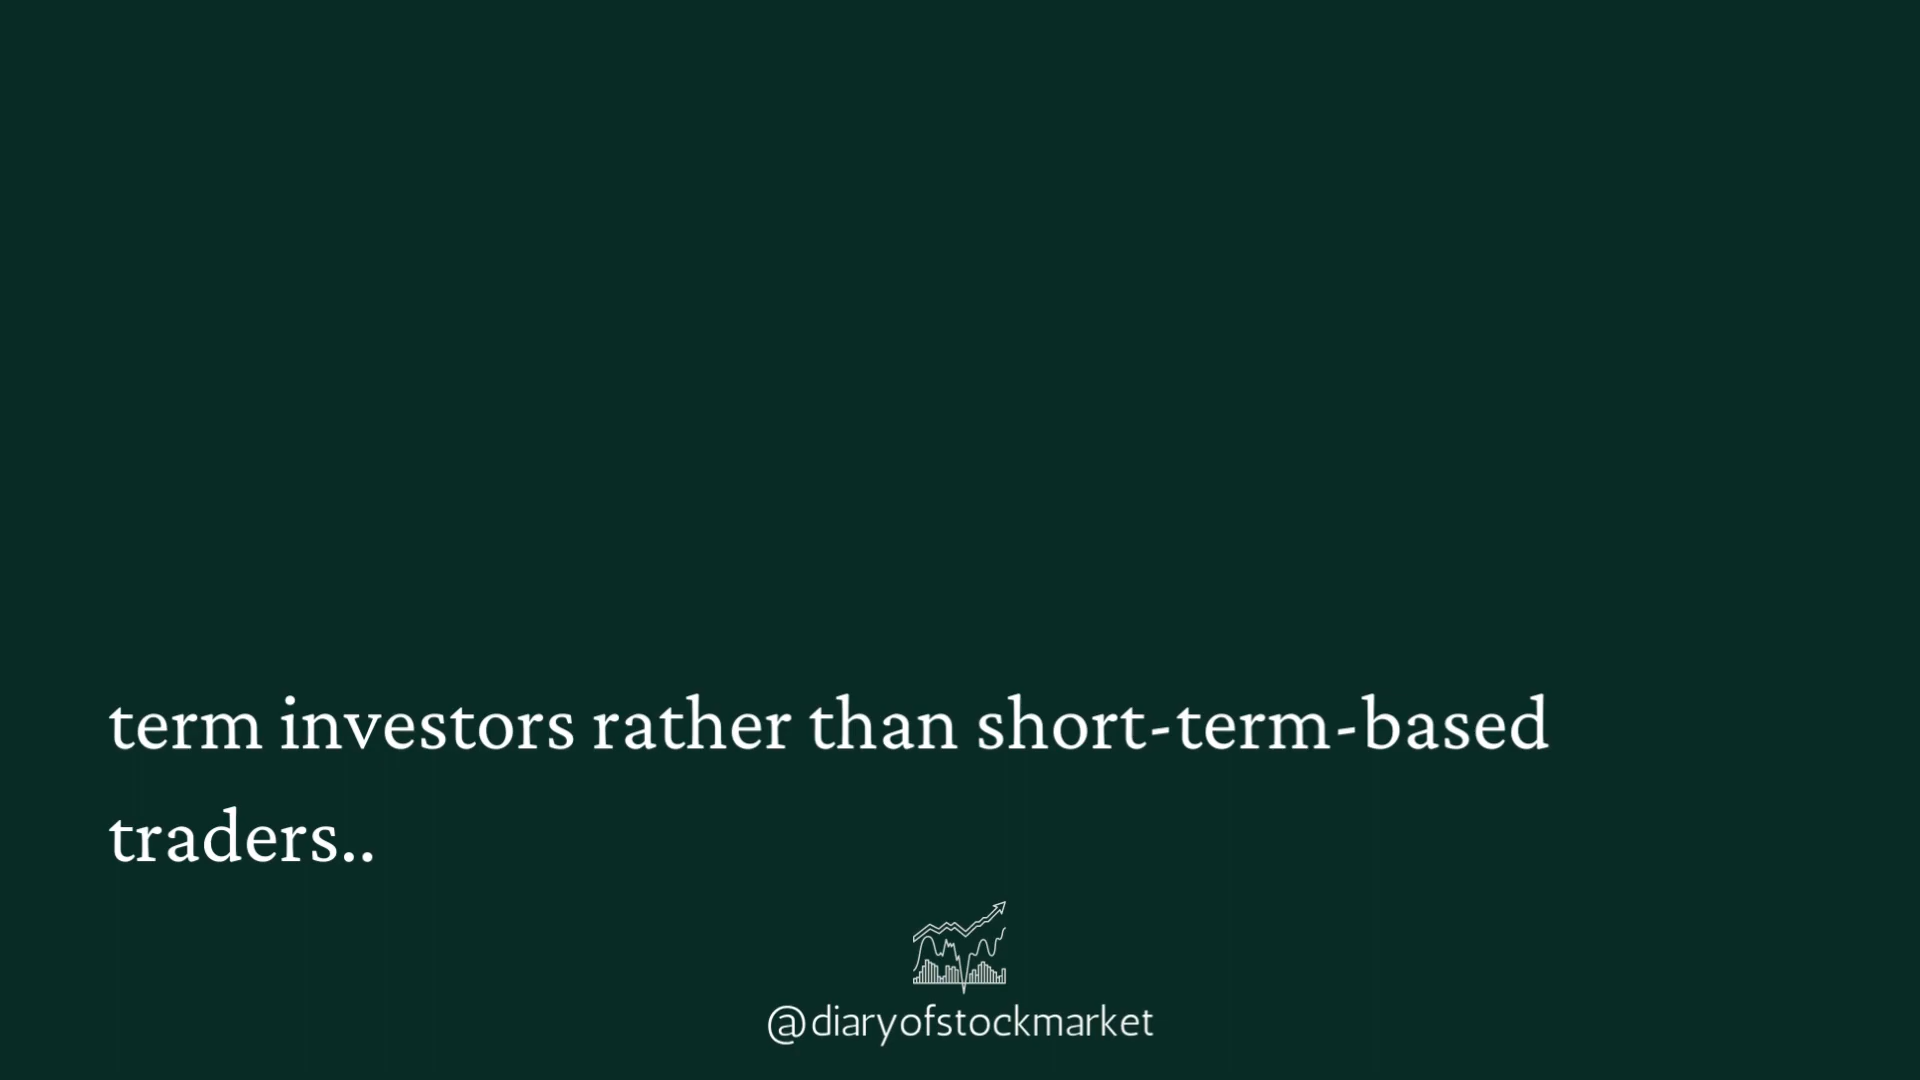 term investors rather than short-term-based
traders..
@diaryofstockmarket